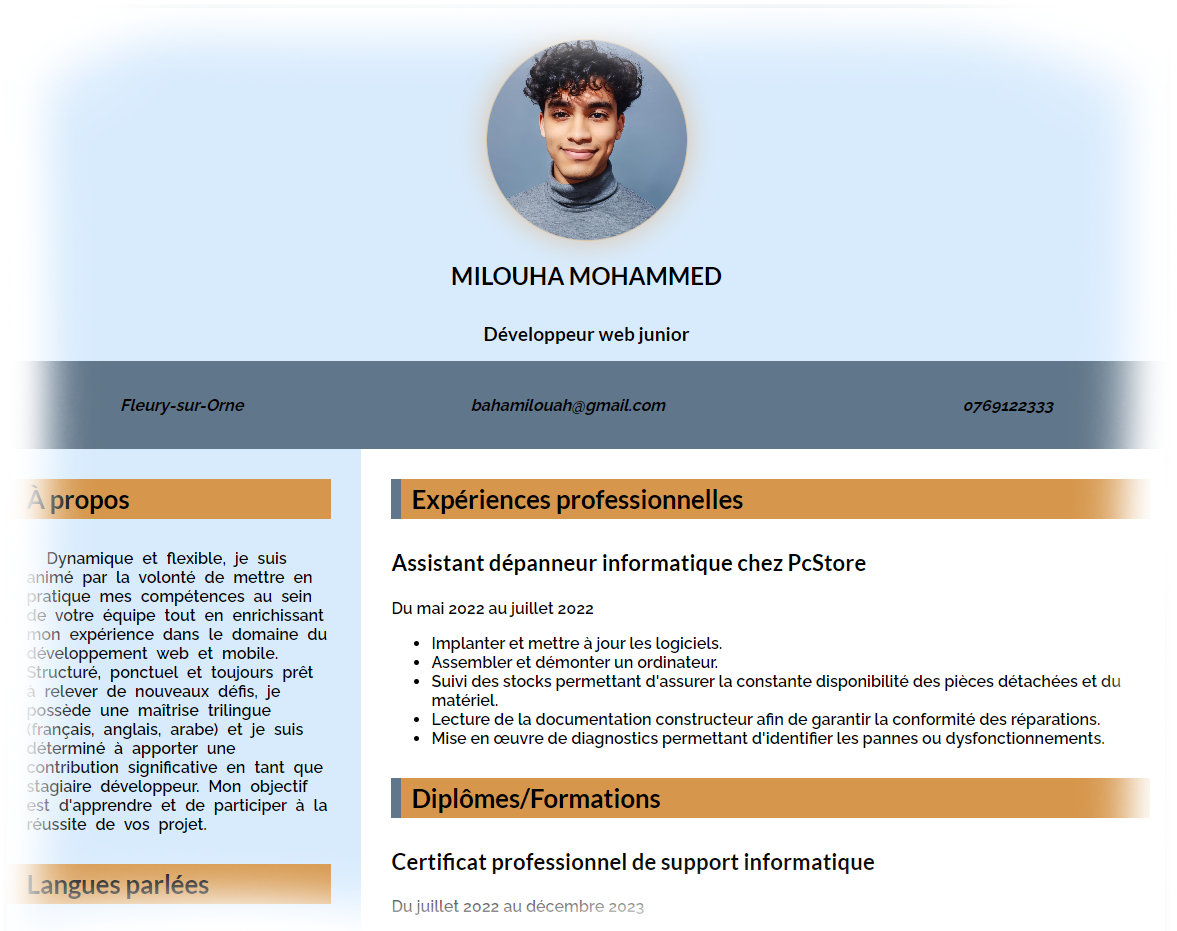 MILOUHA MOHAMMED
Développeur web junior
Fleury-sur-Orne
bahamilouah@gmail.com
0769122333
À propos
Dynamique et flexible, je suis
animé par la volonté de mettre en
pratique mes compétences au sein
de votre équipe tout en enrichissant
mon expérience dans le domaine du
développement web et mobile.
Structuré, ponctuel et toujours prêt
à relever de nouveaux défis, je
possède une maîtrise trilingue
(français, anglais, arabe) et je suis
déterminé à apporter une
contribution significative en tant que
stagiaire développeur. Mon objectif
est d'apprendre et de participer à la
réussite de vos projet.
Langues parlées
Expériences professionnelles
Assistant dépanneur informatique chez PcStore
Du mai 2022 au juillet 2022
• Implanter et mettre à jour les logiciels.
• Assembler et démonter un ordinateur.
• Suivi des stocks permettant d'assurer la constante disponibilité des pièces détachées et du
matériel.
• Lecture de la documentation constructeur afin de garantir la conformité des réparations.
• Mise en œuvre de diagnostics permettant d'identifier les pannes ou dysfonctionnements.
Diplômes/Formations
Certificat professionnel de support informatique
Du juillet 2022 au décembre 2023